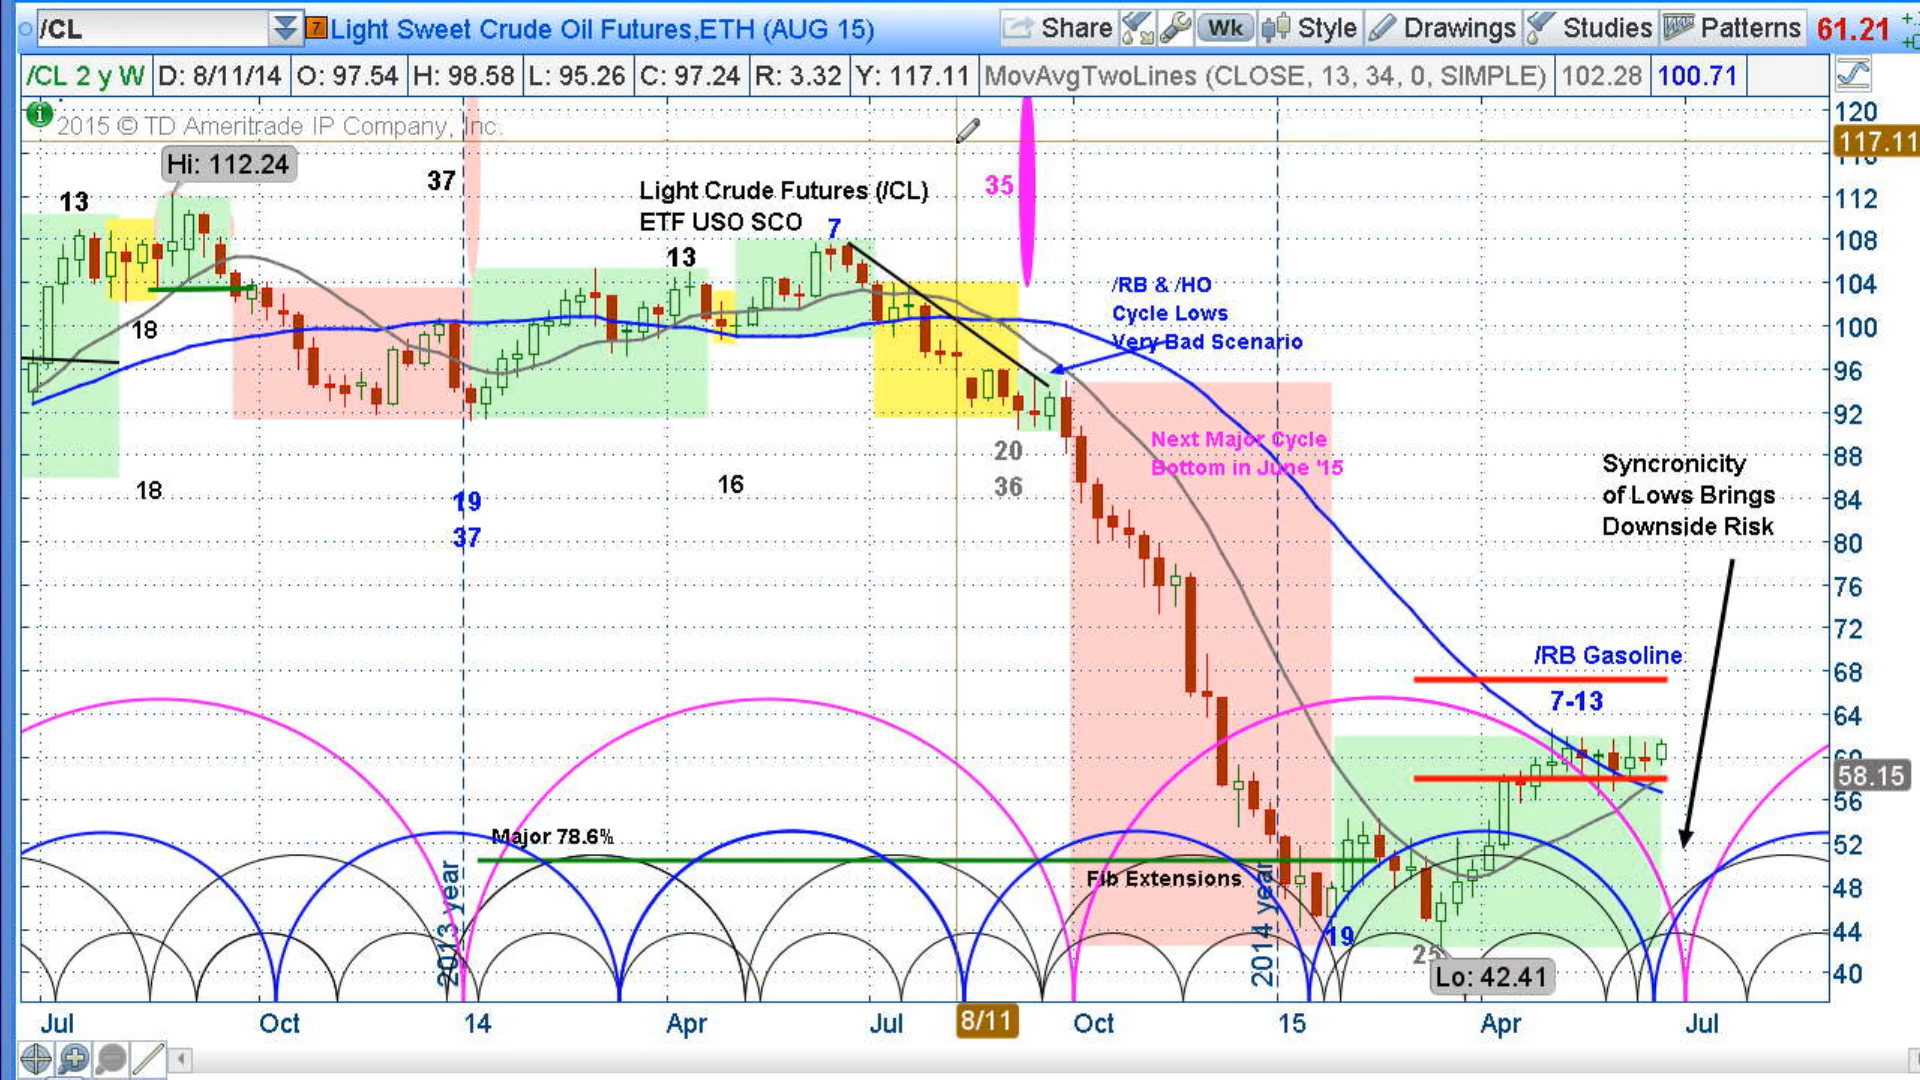 /CL
7 Light Sweet Crude Oil Futures,ETH (AUG 15)
Share Wk Style Drawings Studies Patterns 61.21
/CL 2 y W D: 8/11/14 O: 97.54 H: 98.58 L: 95.26 C: 97.24 R: 3.32 Y: 117.11 MovAvgTwoLines (CLOSE, 13, 34, 0, SIMPLE) 102.28 100.71
2015 © TD Ameritrade IP Company, Inc.
Hi: 112.24
13
37
Light Crude Futures (/CL)
ETF USO SCO
7
35
13
/RB & /HO
Cycle Lows
Very Bad Scenario
18
Next Major Cycle
Bottom in June '15
20
36
18
16
19
37
Syncronicity
of Lows Brings
Downside Risk
/RB Gasoline
7-13
Major 78.6%
Fib Extensions
2013 year
2014 year
19
25
Lo: 42.41
120
117.11
112
108
104
100
96
92
88
84
80
76
72
68
64
58.15
56
52
48
44
40
Jul Oct 14 Apr Jul 8/11 Oct 15 Apr Jul